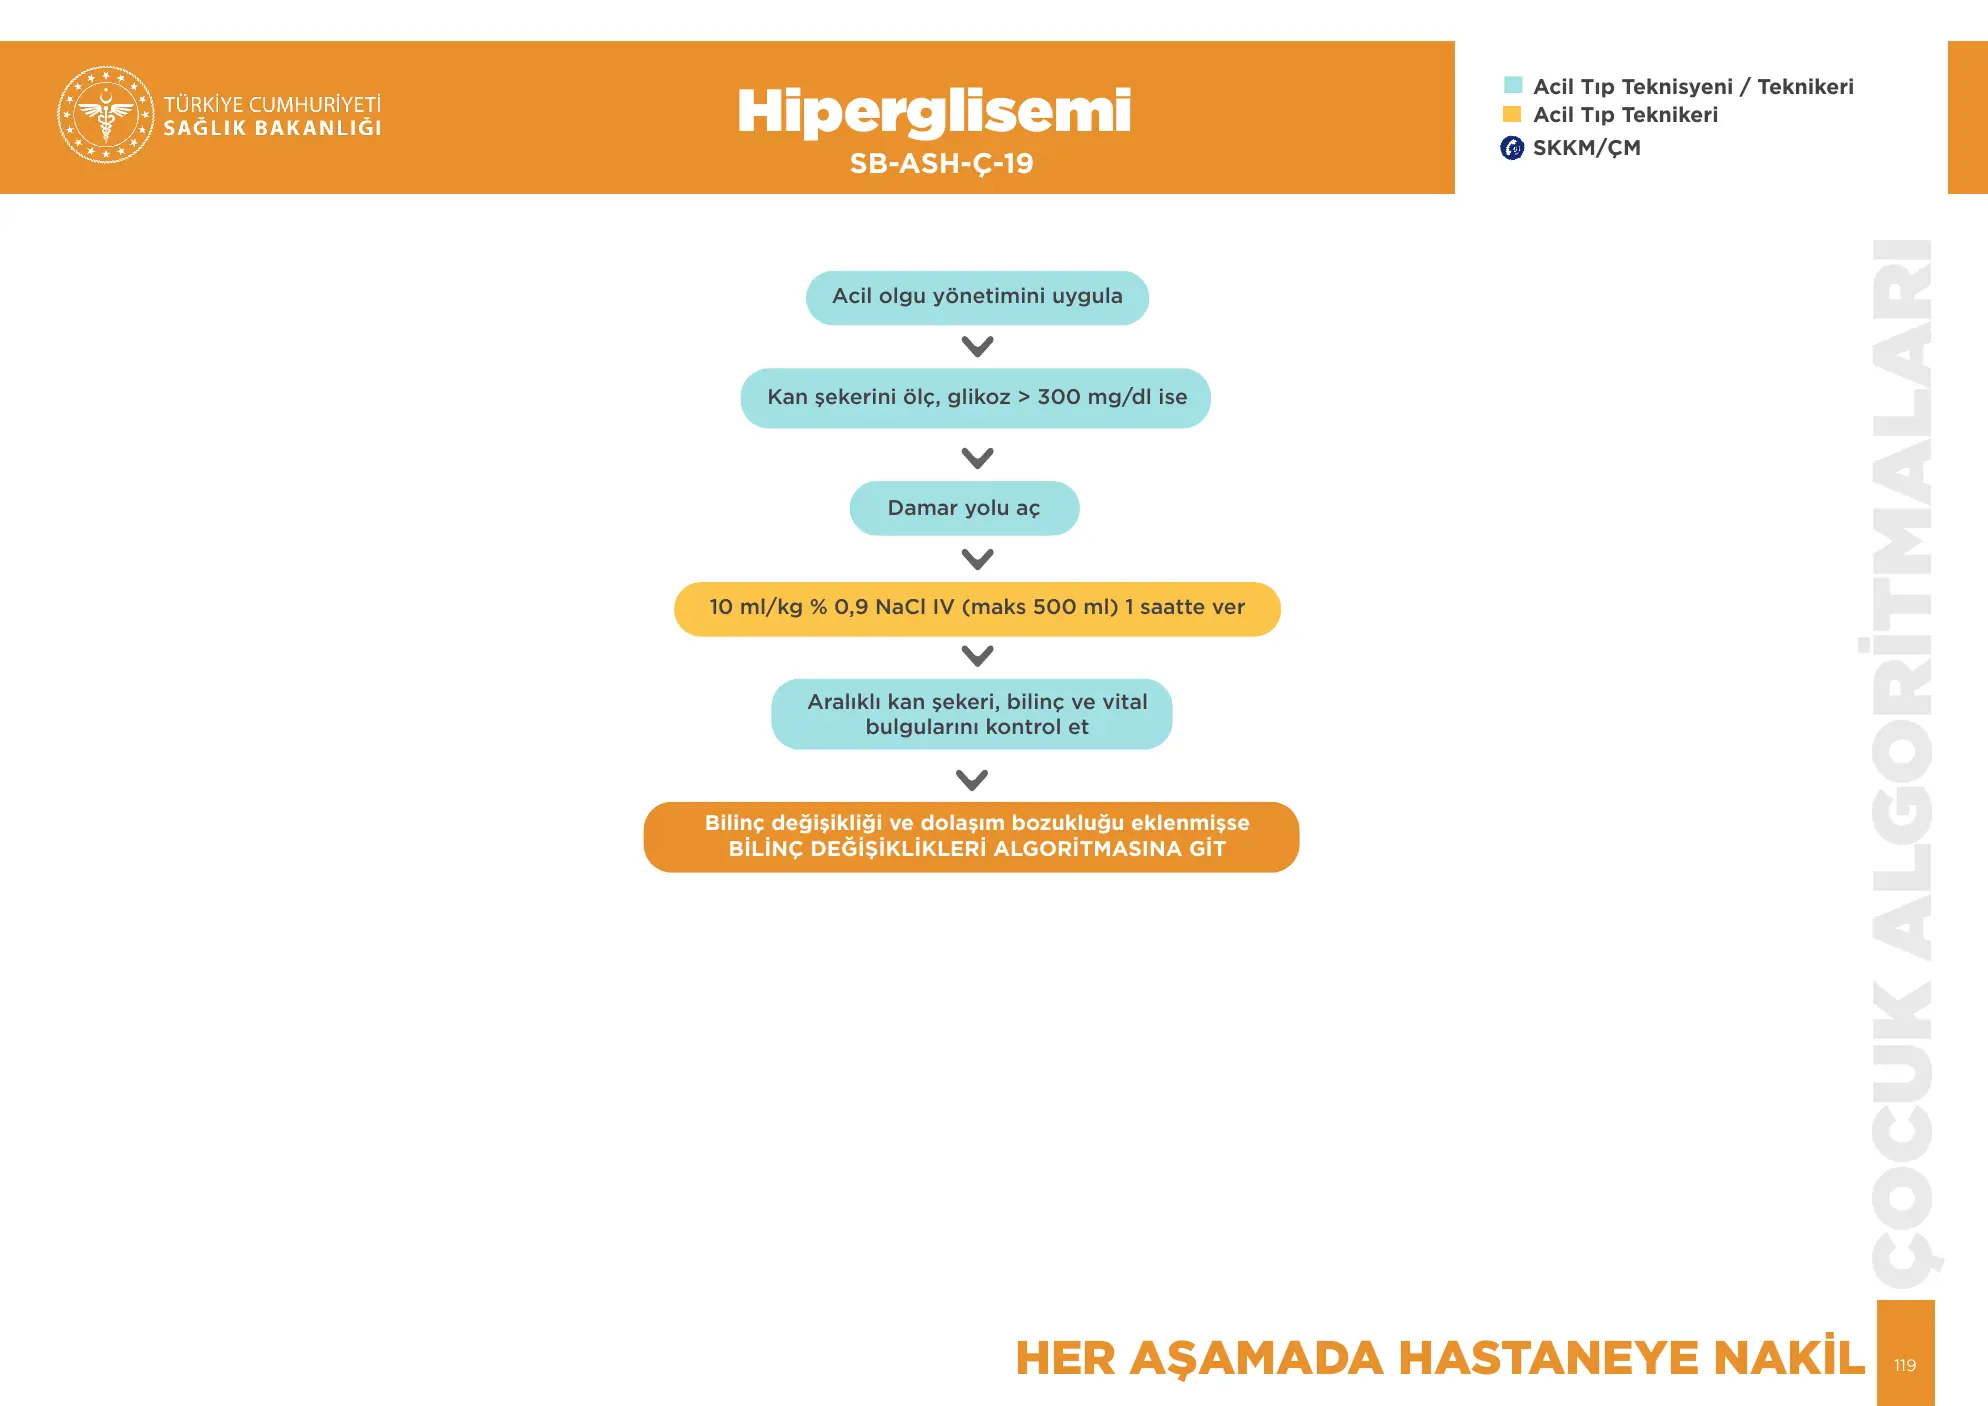 TÜRKİYE CUMHURİYETİ
SAĞLIK BAKANLIĞI
Hiperglisemi
SB-ASH-Ç-19
Acil Tıp Teknisyeni / Teknikeri
Acil Tıp Teknikeri
SKKM/ÇM
Acil olgu yönetimini uygula
Kan şekerini ölç, glikoz > 300 mg/dl ise
Damar yolu aç
10 ml/kg % 0,9 NaCl IV (maks 500 ml) 1 saatte ver
Aralıklı kan şekeri, bilinç ve vital
bulgularını kontrol et
Bilinç değişikliği ve dolaşım bozukluğu eklenmişse
BİLİNÇ DEĞİŞİKLİKLERİ ALGORİTMASINA GİT
ÇOCUK ALGORİTMALARI
HER AŞAMADA HASTANEYE NAKİL
119